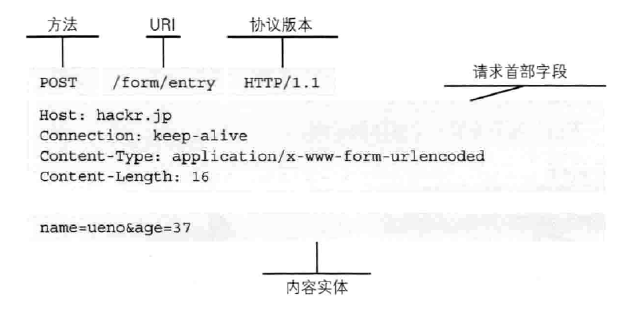 方法 URI 协议版本
POST /form/entry HTTP/1.1
请求首部字段
Host: hackr.jp
Connection: keep-alive
Content-Type: application/x-www-form-urlencoded
Content-Length: 16
name=ueno&age=37
内容实体